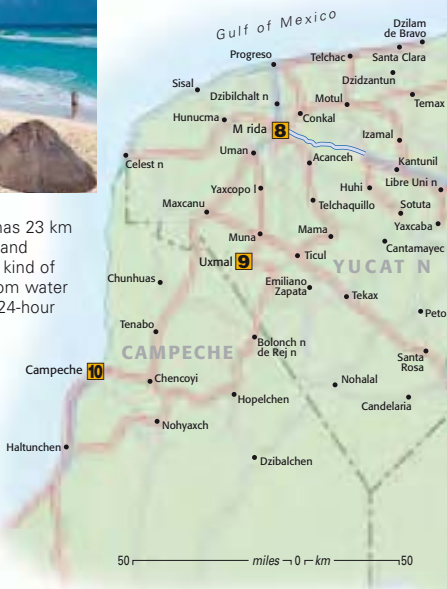 Gulf of Mexico
Dzilam
de Bravo
Progreso
Telchac
Santa Clara
Sisal
Dzidzantun
Dzibilchalt n
Motul
Temax
Hunucma
Conkal
M rida 8
Izamal
Uman
Acanceh
Celest n
Kantunil
Yaxcopo l
Huhi
Libre Uni n
Telchaquillo
Sotuta
Maxcanu
has 23 km
and
kind of
om water
24-hour
Mama
Yaxcaba
Muna
Cantamayec
Uxmal 9
Ticul
YUCAT N
Chunhuas
Emiliano
Zapata
Tekax
Peto
Tenabo
Bolonch n
de Rej n
CAMPECHE
Santa
Rosa
Campeche 10
Chencoyi
Nohalal
Hopelchen
Candelaria
Nohyaxch
Haltunchen
Dzibalchen
50 miles 0 km 50